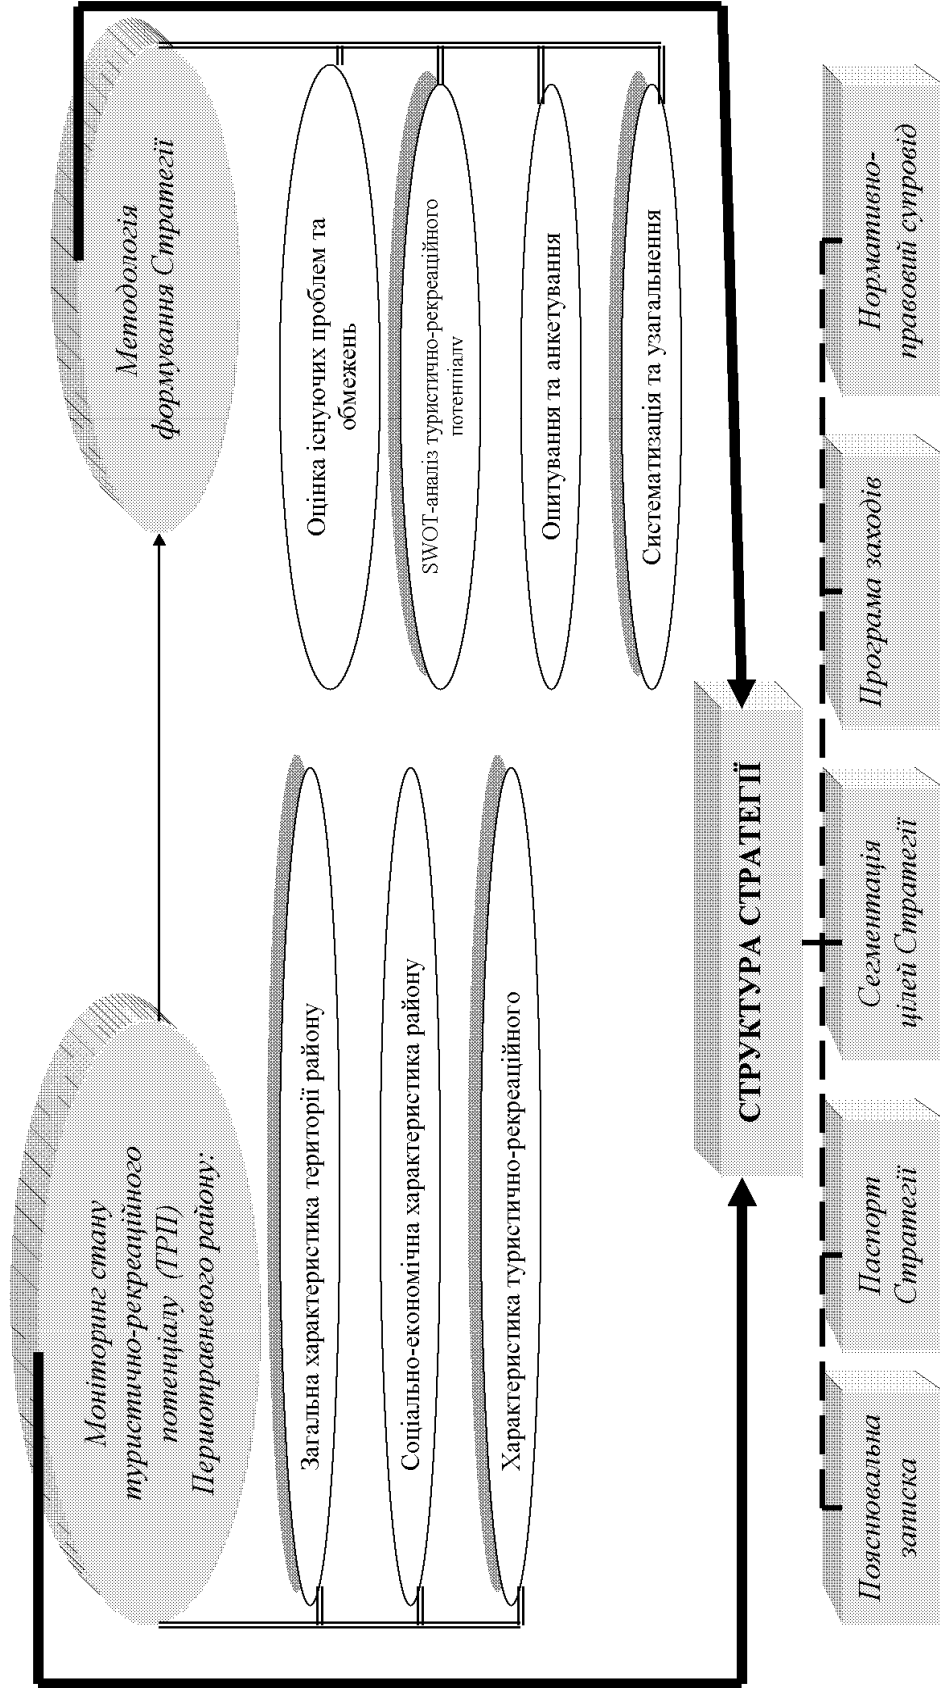 Моніторинг стану
туристично-рекреаційного
потенціалу (ТРП)
Першотравневого району:
Методологія
формування Стратегії
Загальна характеристика території району
Соціально-економічна характеристика району
Характеристика туристично-рекреаційного
Оцінка існуючих проблем та
обмежень
SWOT-аналіз туристично-рекреаційного
потенціалу
Опитування та анкетування
Систематизація та узагальнення
СТРУКТУРА СТРАТЕГІЇ
Пояснювальна
записка
Паспорт
Стратегії
Сегментація
цілей Стратегії
Програма заходів
Нормативно-
правовий супровід